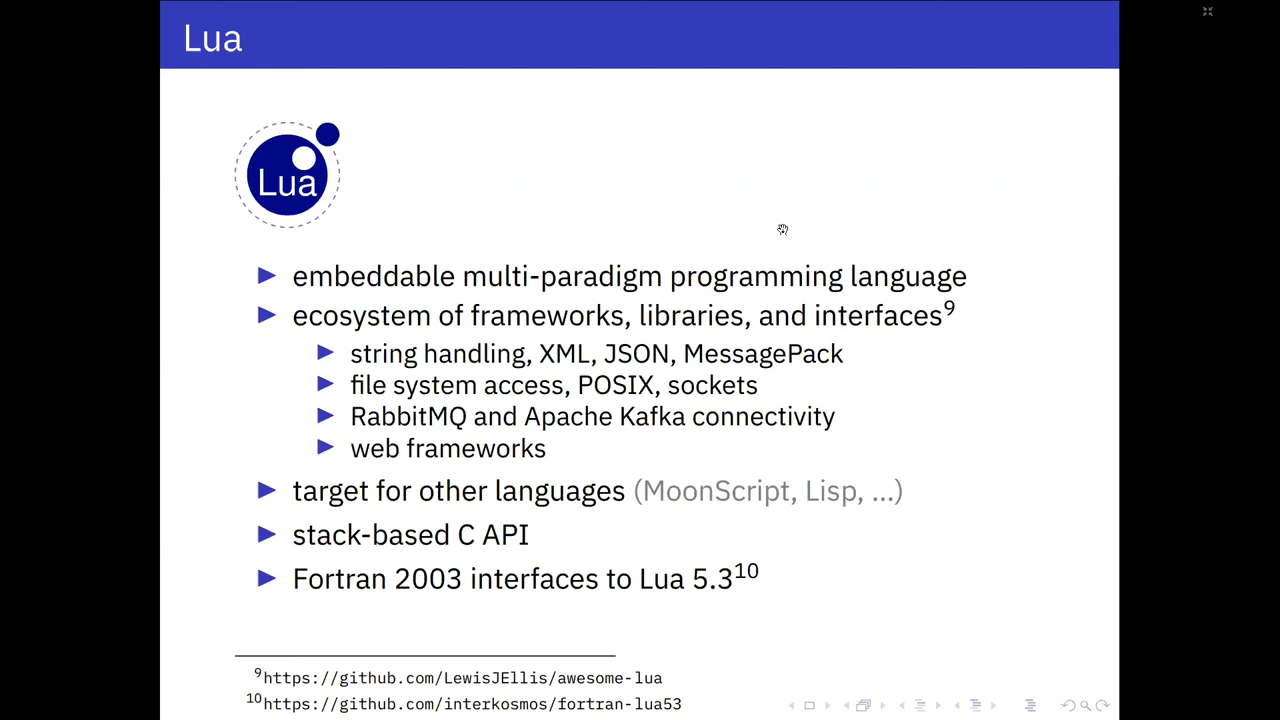 Lua
Lua
embeddable multi-paradigm programming language
ecosystem of frameworks, libraries, and interfaces9
string handling, XML, JSON, MessagePack
file system access, POSIX, sockets
RabbitMQ and Apache Kafka connectivity
web frameworks
target for other languages (MoonScript, Lisp, ...)
stack-based C API
Fortran 2003 interfaces to Lua 5.310
9https://github.com/LewisJEllis/awesome-lua
10https://github.com/interkosmos/fortran-lua53